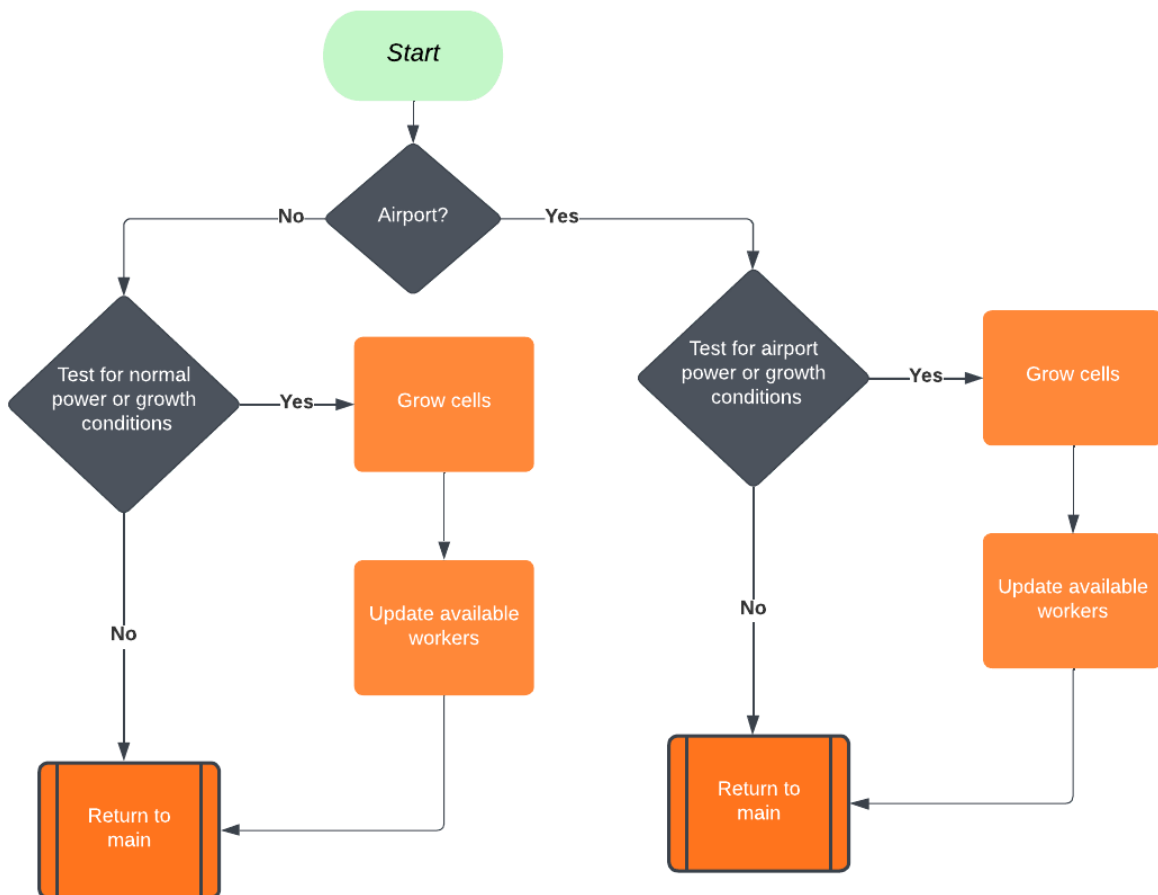 Start
Airport?
No
Yes
Test for normal
power or growth
conditions
Yes
Grow cells
Update available
workers
No
Return to
main
Test for airport
power or growth
conditions
Yes
Grow cells
Update available
workers
No
Return to
main